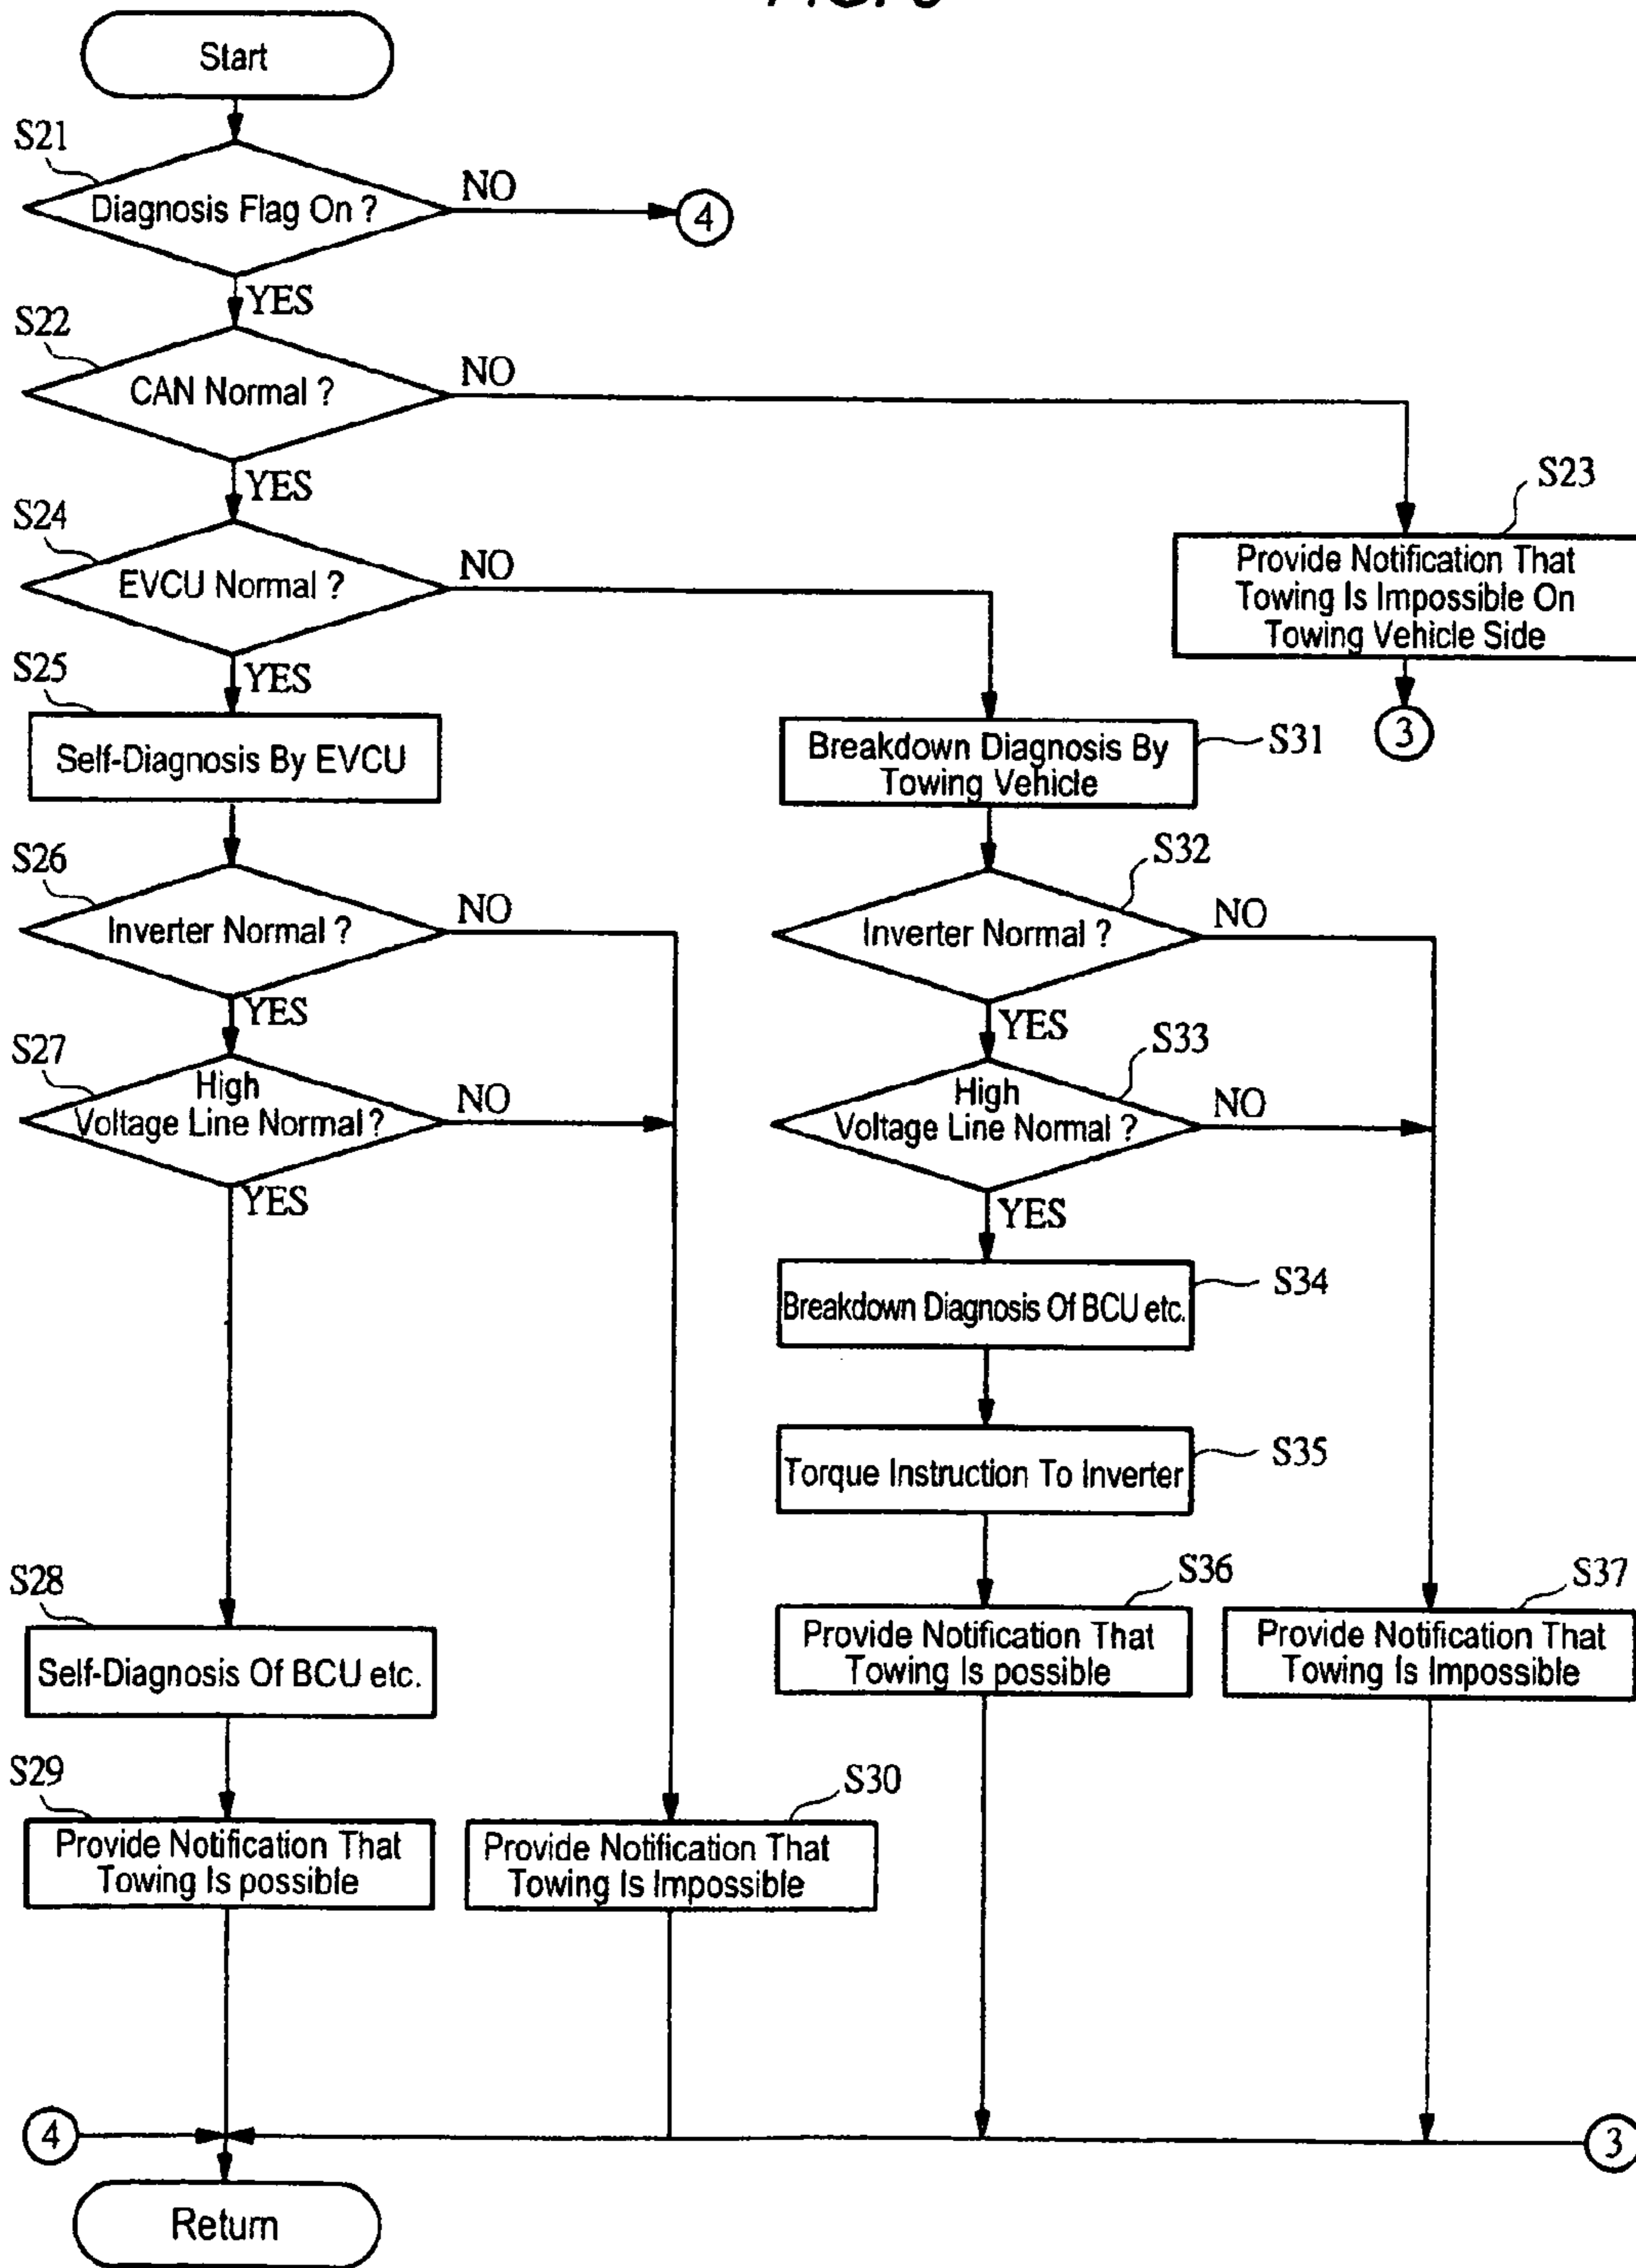 Start
S21
Diagnosis Flag On ?
NO
4
YES
S22
CAN Normal ?
NO
YES
S23
Provide Notification That
Towing Is Impossible On
Towing Vehicle Side
3
S24
EVCU Normal ?
NO
YES
S25
Self-Diagnosis By EVCU
Breakdown Diagnosis By
Towing Vehicle
S31
S26
Inverter Normal ?
NO
YES
S32
Inverter Normal ?
NO
YES
S27
High
Voltage Line Normal ?
NO
YES
S33
High
Voltage Line Normal ?
NO
YES
Breakdown Diagnosis Of BCU etc.
S34
Torque Instruction To Inverter
S35
S28
Self-Diagnosis Of BCU etc.
S36
Provide Notification That
Towing Is possible
S37
Provide Notification That
Towing Is Impossible
S29
Provide Notification That
Towing Is possible
S30
Provide Notification That
Towing Is Impossible
4
3
Return